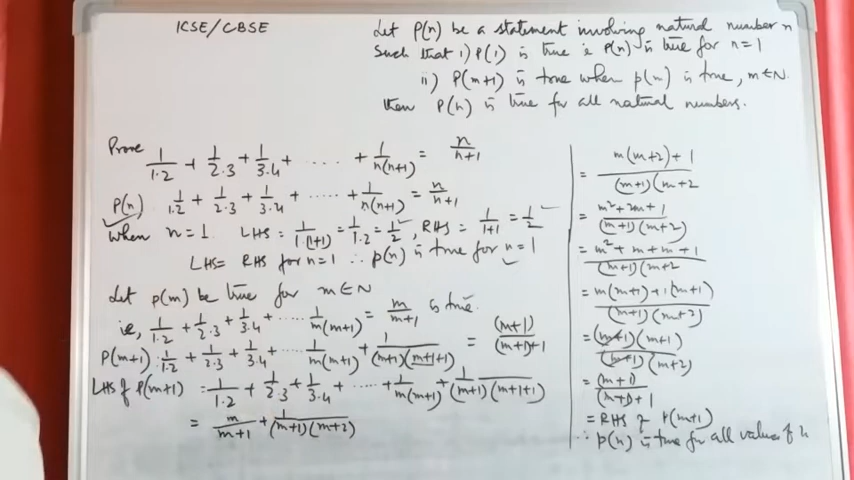 ICSE/CBSE
Let P(n) be a statement involving natural number n
Such that i) P(1) is true ie P(n) is true for n=1
ii) P(m+1) is true when p(m) is true, m∈N.
then P(n) is true for all natural numbers.
Prove 1/1.2 + 1/2.3 + 1/3.4 + ..... + 1/n(n+1) = n/n+1
P(n) 1/1.2 + 1/2.3 + 1/3.4 + ..... + 1/n(n+1) = n/n+1
When n=1. LHS = 1/1.(1+1) = 1/1.2 = 1/2, RHS = 1/1+1 = 1/2
LHS = RHS for n=1 ∴ p(n) is true for n=1
Let p(m) be true for m∈N
ie, 1/1.2 + 1/2.3 + 1/3.4 + .... 1/m(m+1) = m/m+1 is true.
P(m+1): 1/1.2 + 1/2.3 + 1/3.4 + .... 1/m(m+1) + 1/(m+1)(m+1+1) = (m+1)/(m+1)+1
LHS of P(m+1) = 1/1.2 + 1/2.3 + 1/3.4 + ..... + 1/m(m+1) + 1/(m+1)(m+1+1)
= m/m+1 + 1/(m+1)(m+2)
= m(m+2)+1/(m+1)(m+2
= m²+2m+1/(m+1)(m+2)
= m²+m+m+1/(m+1)(m+2
= m(m+1)+1(m+1)/(m+1)(m+2)
= (m+1)(m+1)/(m+1)(m+2)
= (m+1)/(m+1)+1
= RHS of P(m+1)
∴ p(n) is true for all values of n